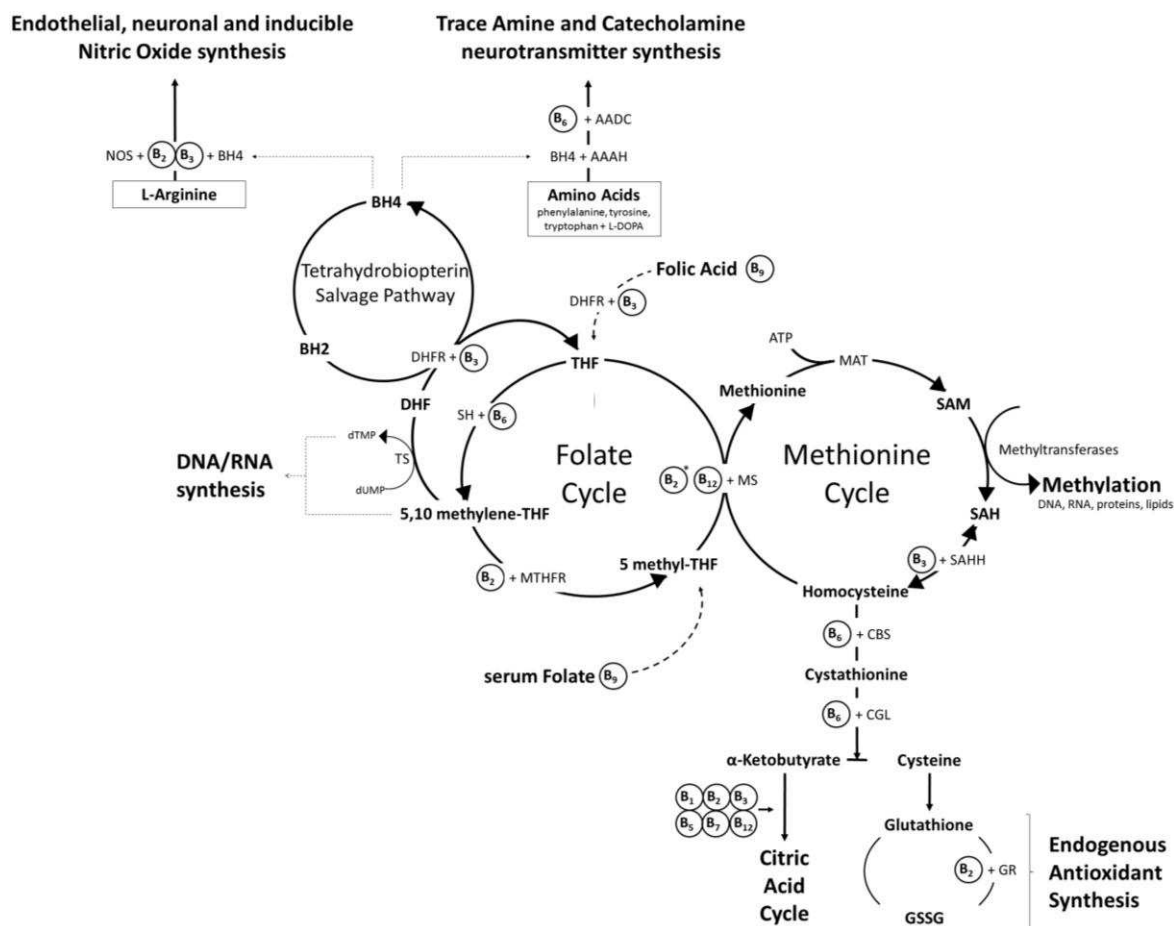 Endothelial, neuronal and inducible
Nitric Oxide synthesis
Trace Amine and Catecholamine
neurotransmitter synthesis
B6 + AADC
NOS + B2 B3 + BH4
BH4 + AAAH
L-Arginine
Amino Acids
phenylalanine, tyrosine,
tryptophan + L-DOPA
BH4
Tetrahydrobiopterin
Salvage Pathway
BH2
DHFR + B3
Folic Acid B9
DHFR + B3
THF
DHF
SH + B6
dTMP
TS
dUMP
DNA/RNA
synthesis
Folate
Cycle
5,10 methylene-THF
B2 + MTHFR
5 methyl-THF
serum Folate B9
B2* B12 + MS
ATP
MAT
Methionine
SAM
Methionine
Cycle
Methyltransferases
Methylation
DNA, RNA, proteins, lipids
SAH
B3 + SAHH
Homocysteine
B6 + CBS
Cystathionine
B6 + CGL
α-Ketobutyrate
Cysteine
B1 B2 B3
B5 B7 B12
Citric
Acid
Cycle
Glutathione
B2 + GR
GSSG
Endogenous
Antioxidant
Synthesis